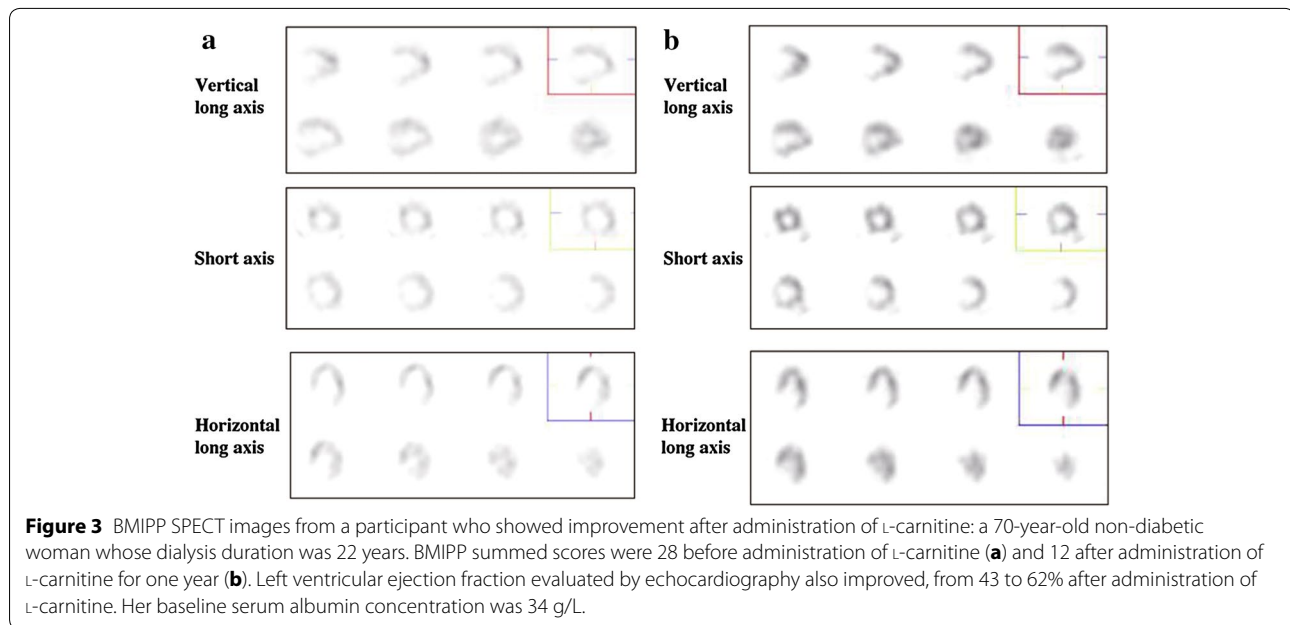 a
b
Vertical
long axis
Vertical
long axis
Short axis
Short axis
Horizontal
long axis
Horizontal
long axis
Figure 3 BMIPP SPECT images from a participant who showed improvement after administration of L-carnitine: a 70-year-old non-diabetic
woman whose dialysis duration was 22 years. BMIPP summed scores were 28 before administration of L-carnitine (a) and 12 after administration of
L-carnitine for one year (b). Left ventricular ejection fraction evaluated by echocardiography also improved, from 43 to 62% after administration of
L-carnitine. Her baseline serum albumin concentration was 34 g/L.